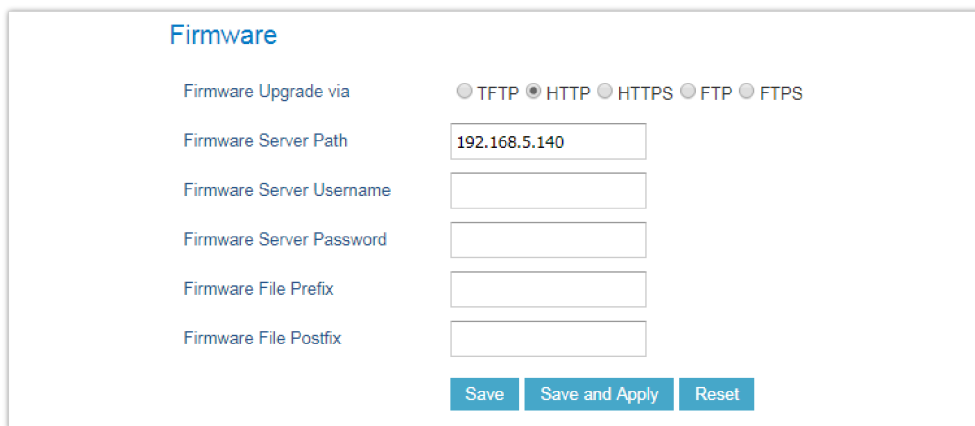 Firmware
Firmware Upgrade via TFTP HTTP HTTPS FTP FTPS
Firmware Server Path 192.168.5.140
Firmware Server Username
Firmware Server Password
Firmware File Prefix
Firmware File Postfix
Save Save and Apply Reset